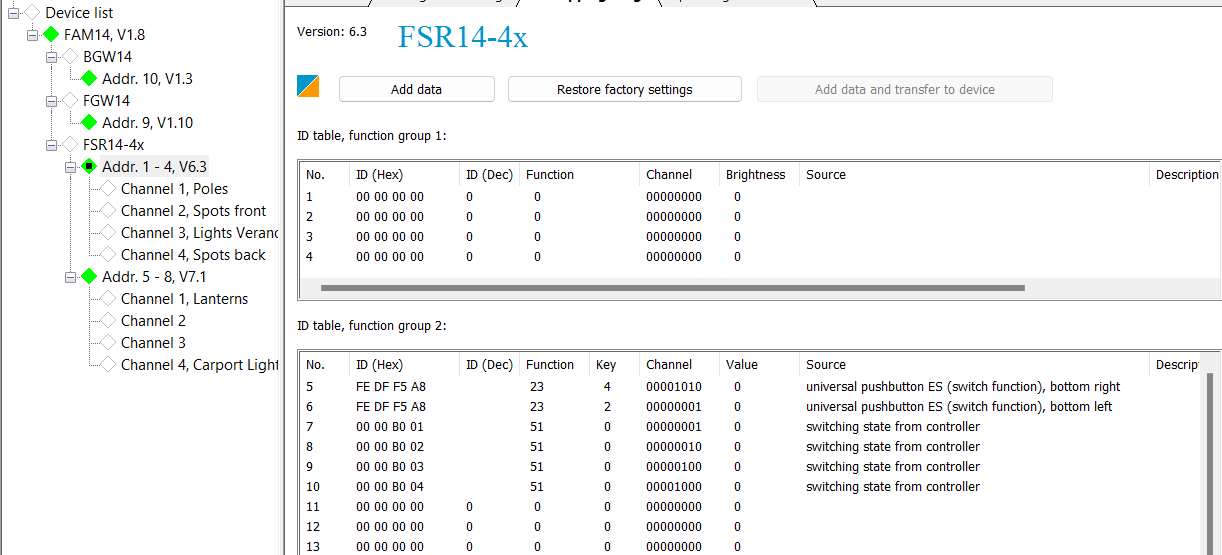 Device list
FAM14, V1.8
BGW14
Addr. 10, V1.3
FGW14
Addr. 9, V1.10
FSR14-4x
Addr. 1 - 4, V6.3
Channel 1, Poles
Channel 2, Spots front
Channel 3, Lights Veranc
Channel 4, Spots back
Addr. 5 - 8, V7.1
Channel 1, Lanterns
Channel 2
Channel 3
Channel 4, Carport Light
Version: 6.3 FSR14-4x
Add data Restore factory settings Add data and transfer to device
ID table, function group 1:
No. ID (Hex) ID (Dec) Function Channel Brightness Source Description
1 00 00 00 00 0 0 00000000 0
2 00 00 00 00 0 0 00000000 0
3 00 00 00 00 0 0 00000000 0
4 00 00 00 00 0 0 00000000 0
ID table, function group 2:
No. ID (Hex) ID (Dec) Function Key Channel Value Source Descrip
5 FE DF F5 A8 23 4 00001010 0 universal pushbutton ES (switch function), bottom right
6 FE DF F5 A8 23 2 00000001 0 universal pushbutton ES (switch function), bottom left
7 00 00 B0 01 51 0 00000001 0 switching state from controller
8 00 00 B0 02 51 0 00000010 0 switching state from controller
9 00 00 B0 03 51 0 00000100 0 switching state from controller
10 00 00 B0 04 51 0 00001000 0 switching state from controller
11 00 00 00 00 0 0 0 00000000 0
12 00 00 00 00 0 0 0 00000000 0
13 00 00 00 00 0 0 0 00000000 0